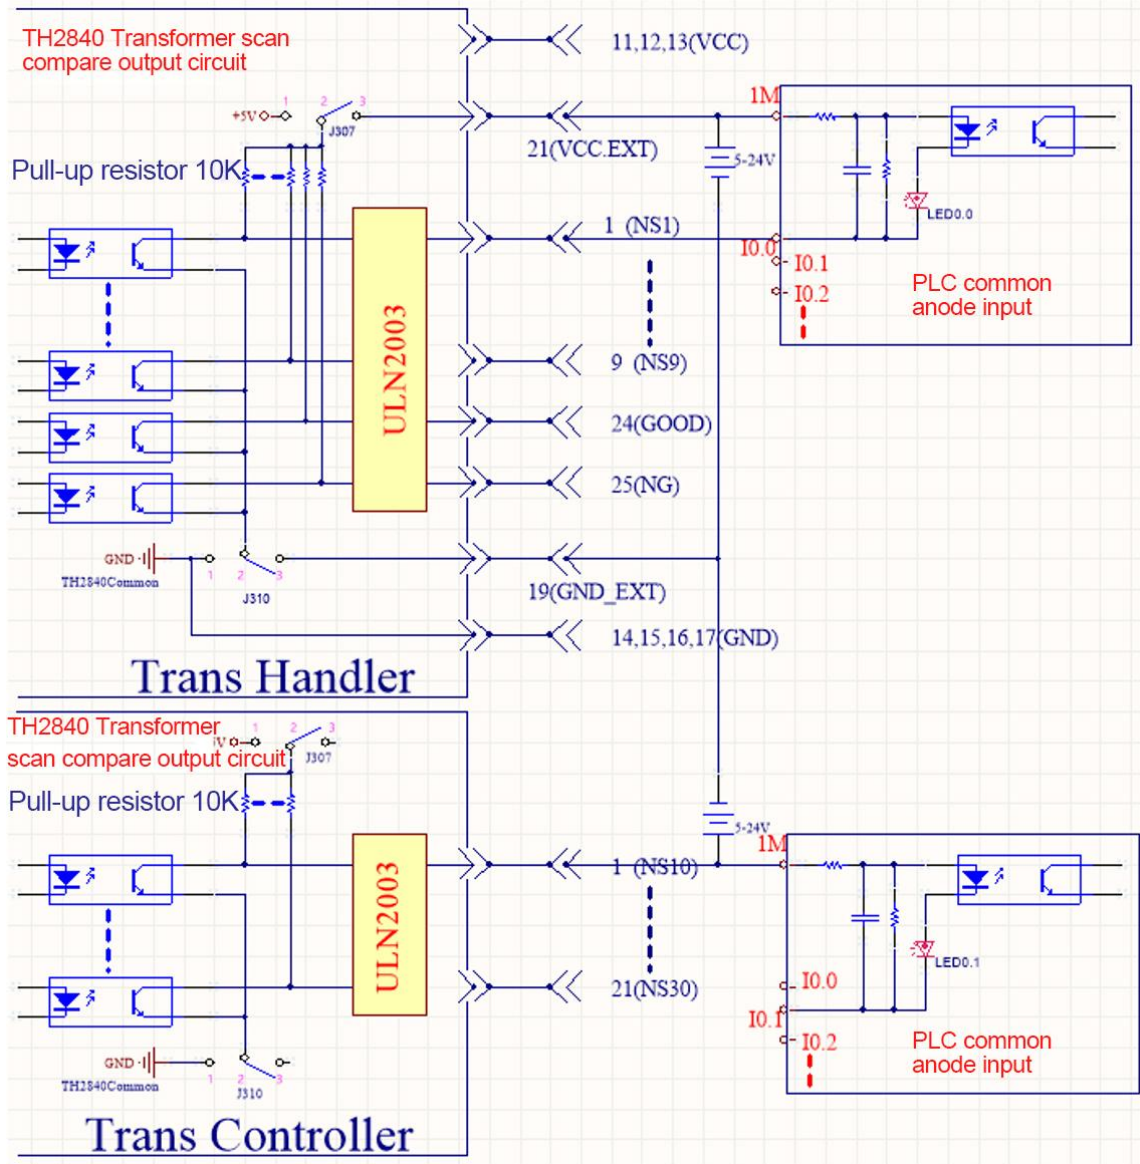 TH2840 Transformer scan
compare output circuit
11,12,13(VCC)
+5V
1
2
3
J307
1M
21(VCC.EXT)
5-24V
Pull-up resistor 10K
LED0.0
1 (NS1)
I0.0
I0.1
I0.2
PLC common
anode input
ULN2003
9 (NS9)
24(GOOD)
25(NG)
GND
TH2840Common
1
2
3
J310
19(GND_EXT)
14,15,16,17(GND)
Trans Handler
TH2840 Transformer
scan compare output circuit
V
1
2
3
J307
Pull-up resistor 10K
5-24V
1M
1 (NS10)
ULN2003
LED0.1
21(NS30)
I0.0
I0.1
I0.2
PLC common
anode input
GND
TH2840Common
1
2
3
J310
Trans Controller